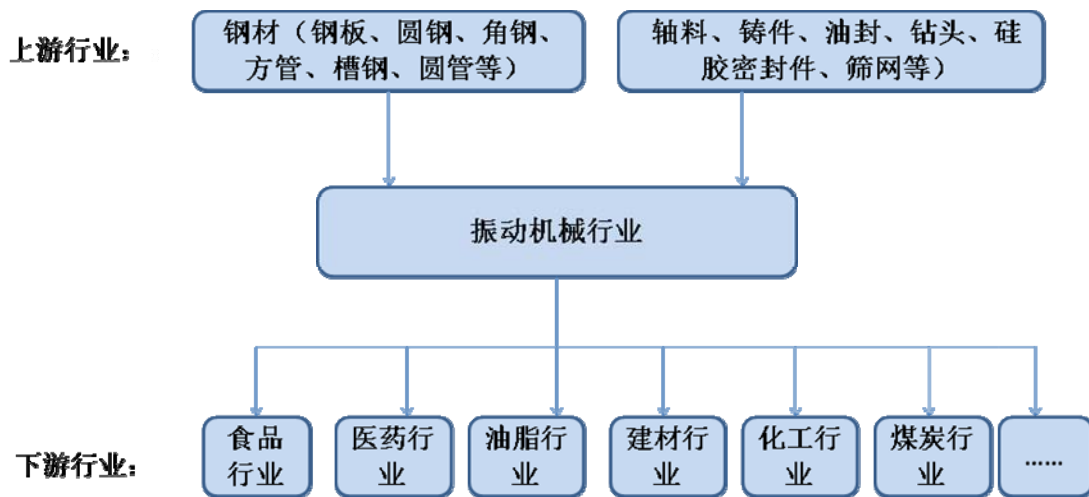 上游行业：
钢材（钢板、圆钢、角钢、
方管、槽钢、圆管等）
轴料、铸件、油封、钻头、硅
胶密封件、筛网等）
振动机械行业
下游行业：
食品
行业
医药行
业
油脂行
业
建材行
业
化工行
业
煤炭行
业
……